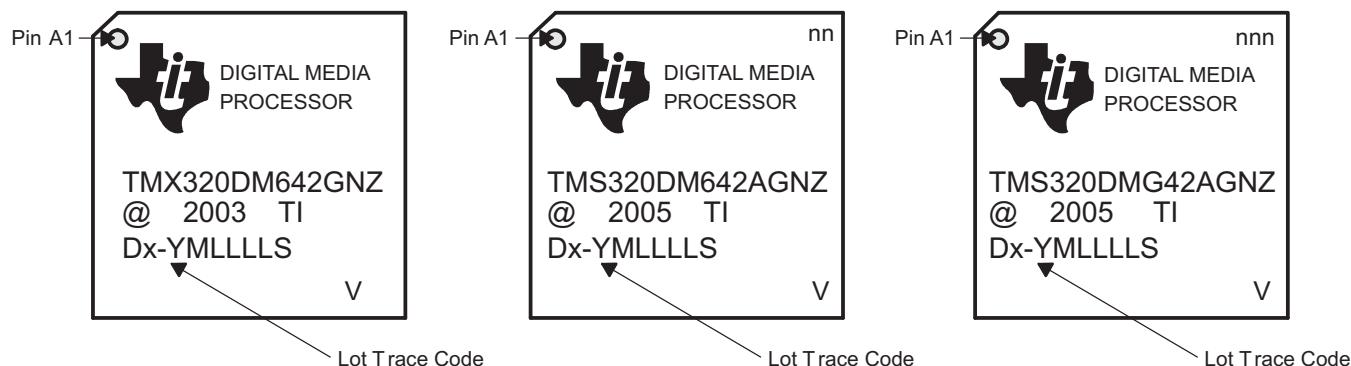 Pin A1
DIGITAL MEDIA
PROCESSOR
TMX320DM642GNZ
@ 2003 TI
Dx-YMLLLLS
V
Lot Trace Code
Pin A1
nn
DIGITAL MEDIA
PROCESSOR
TMS320DM642AGNZ
@ 2005 TI
Dx-YMLLLLS
V
Lot Trace Code
Pin A1
nnn
DIGITAL MEDIA
PROCESSOR
TMS320DMG42AGNZ
@ 2005 TI
Dx-YMLLLLS
V
Lot Trace Code